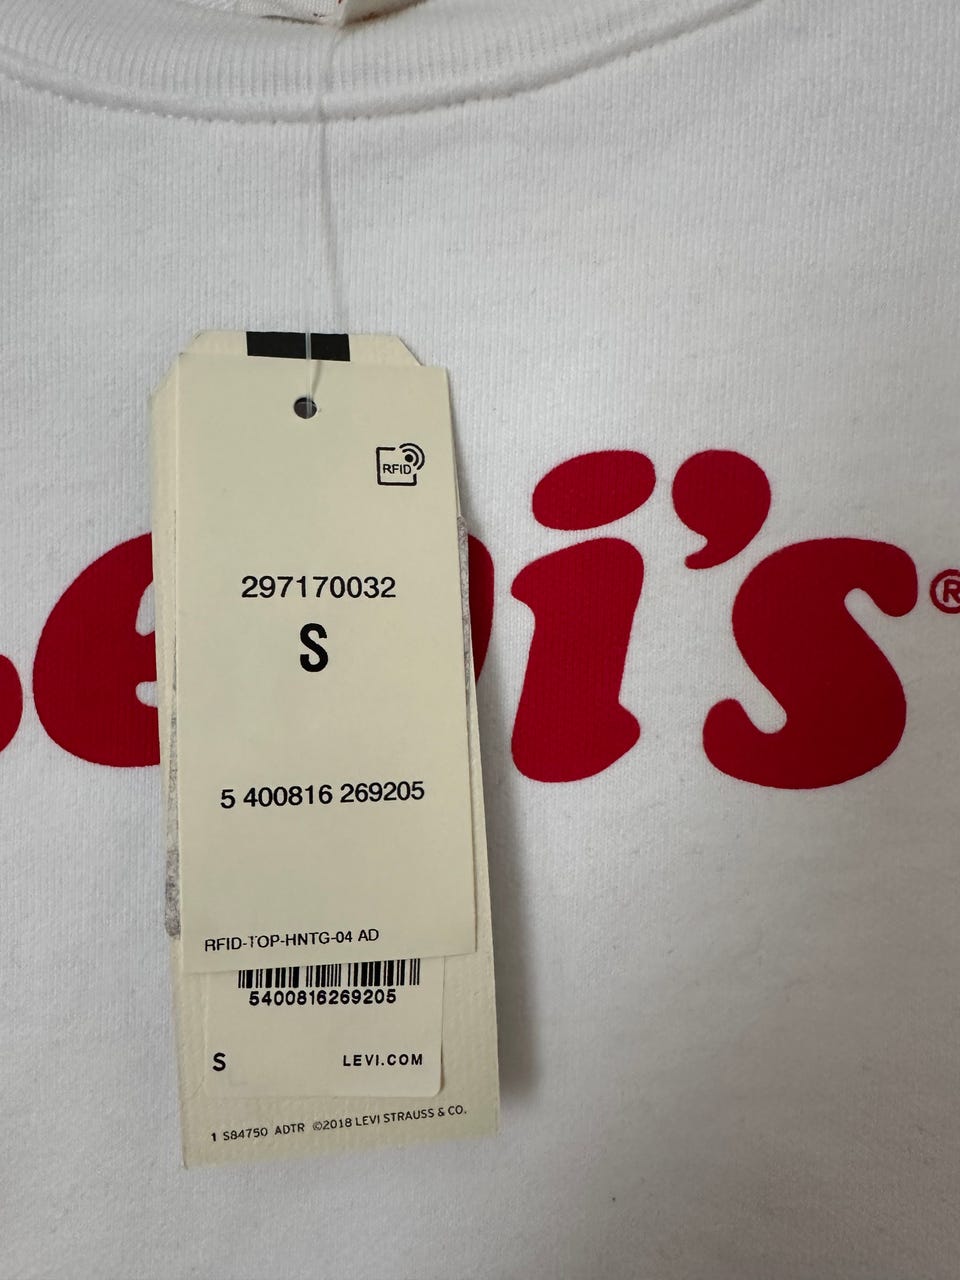 RFID
297170032
S
evi's®
5 400816 269205
RFID-TOP-HNTG-04 AD
5400816269205
S LEVI.COM
1 S84750 ADTR ©2018 LEVI STRAUSS & CO.